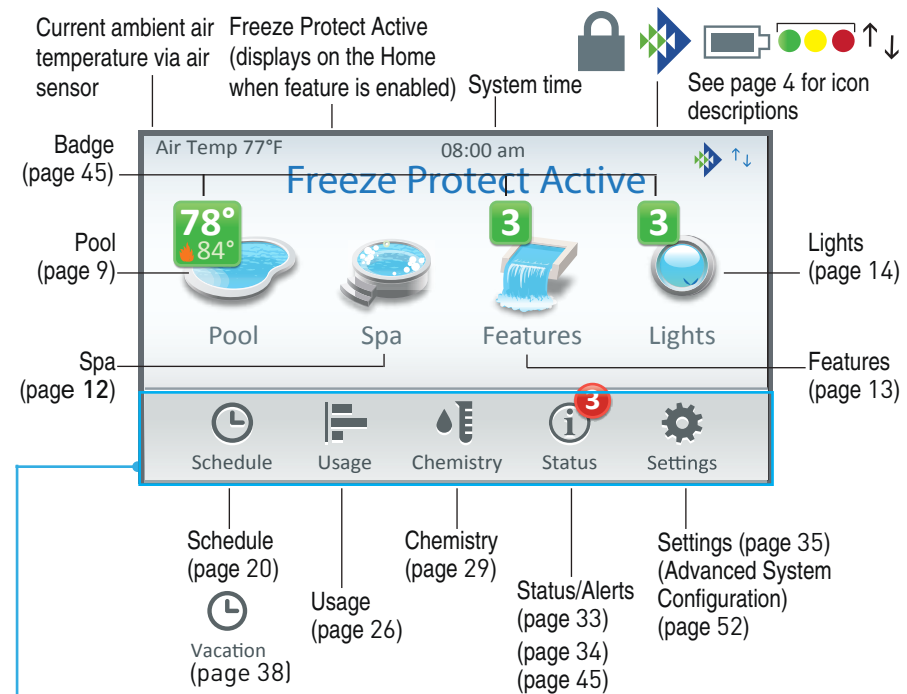 Current ambient air
temperature via air
sensor
Freeze Protect Active
(displays on the Home
when feature is enabled)
System time
See page 4 for icon
descriptions
Badge
(page 45)
Air Temp 77°F
08:00 am
Freeze Protect Active
78°
84°
3
3
Pool
(page 9)
Lights
(page 14)
Pool
Spa
Features
Lights
Spa
(page 12)
Features
(page 13)
3
Schedule
Usage
Chemistry
Status
Settings
Schedule
(page 20)
Vacation
(page 38)
Usage
(page 26)
Chemistry
(page 29)
Status/Alerts
(page 33)
(page 34)
(page 45)
Settings (page 35)
(Advanced System
Configuration)
(page 52)